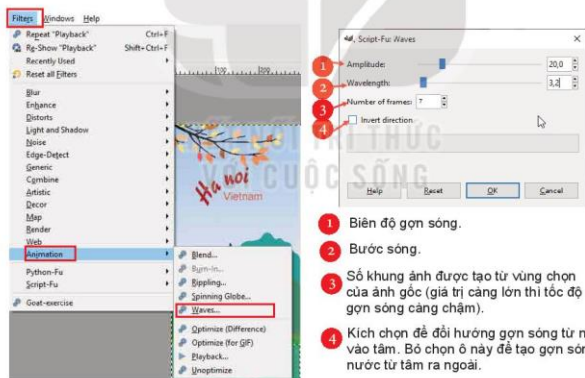 Filters Windows Help
Repeat "Playback" Ctrl+F
Re-Show "Playback" Shift+Ctrl+F
Recently Used
Reset all Filters
Blur
Enhance
Distorts
Light and Shadow
Noise
Edge-Detect
Generic
Combine
Artistic
Decor
Map
Render
Web
Animation
Python-Fu
Script-Fu
Goat-exercise
Blend...
Burn-In...
Rippling...
Spinning Globe...
Waves...
Optimize (Difference)
Optimize (for GIF)
Playback...
Unoptimize
Ha noi
Vietnam
TRI THỨC
VỚI CUỘC SỐNG
Script-Fu: Waves
1 Amplitude: 20,0
2 Wavelength: 3,2
3 Number of frames: 7
4 Invert direction
Help Reset OK Cancel
1 Biên độ gợn sóng.
2 Bước sóng.
3 Số khung ảnh được tạo từ vùng chọn
của ảnh gốc (giá trị càng lớn thì tốc độ
gợn sóng càng chậm).
4 Kích chọn để đổi hướng gợn sóng từ n
vào tâm. Bỏ chọn ô này để tạo gợn són
nước từ tâm ra ngoài.